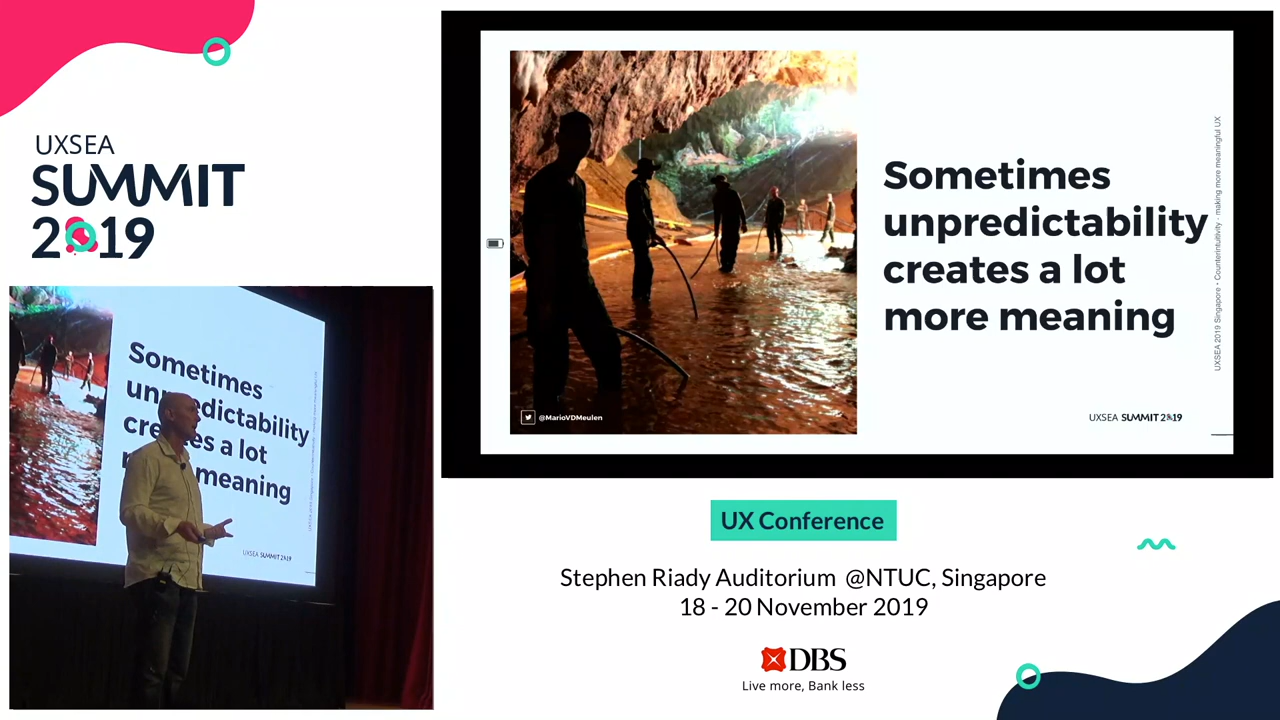 UXSEA
SUMMIT
2019
Sometimes
unpredictability
creates a lot
more meaning
@MarioVDMeulen
UXSEA SUMMIT 2019
UXSEA 2019 Singapore • Counterintuitivity - making more meaningful UX
Sometimes
unpredictability
creates a lot
meaning
UXSEA SUMMIT 2019
UX Conference
Stephen Riady Auditorium @NTUC, Singapore
18 - 20 November 2019
DBS
Live more, Bank less